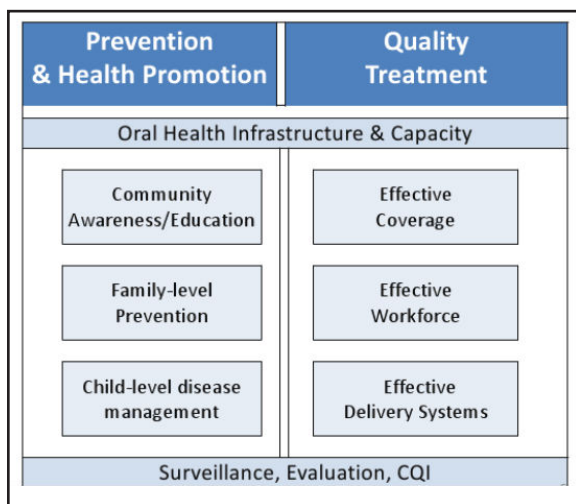 Prevention
& Health Promotion
Quality
Treatment
Oral Health Infrastructure & Capacity
Community
Awareness/Education
Family-level
Prevention
Child-level disease
management
Effective
Coverage
Effective
Workforce
Effective
Delivery Systems
Surveillance, Evaluation, CQI